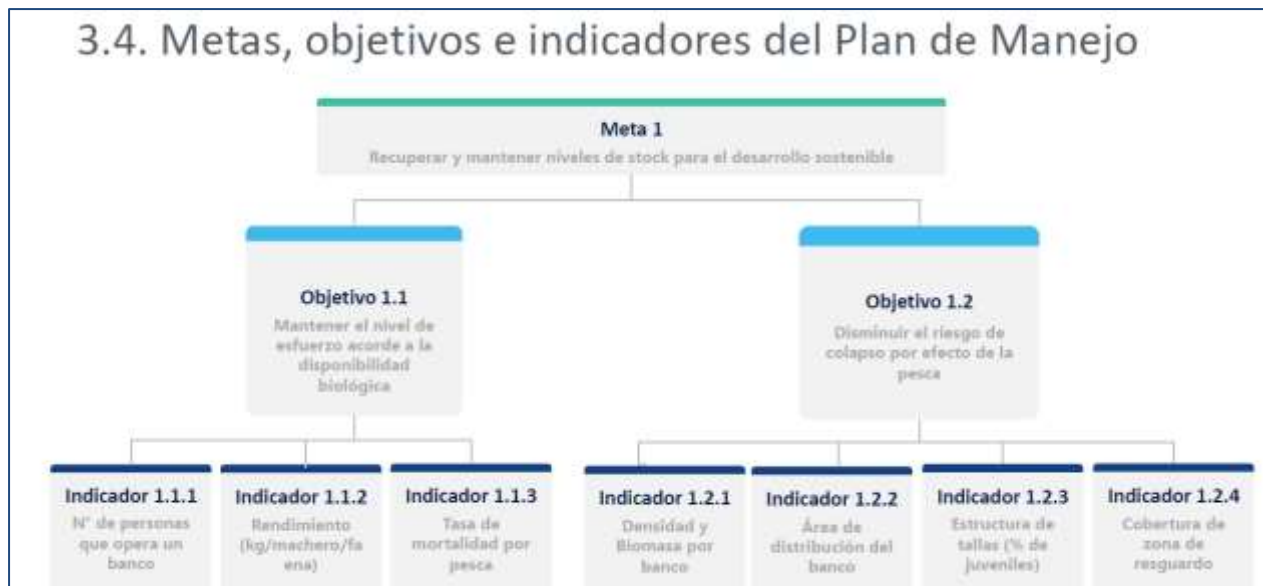 3.4. Metas, objetivos e indicadores del Plan de Manejo
Meta 1
Recuperar y mantener niveles de stock para el desarrollo sostenible
Objetivo 1.1
Mantener el nivel de
esfuerzo acorde a la
disponibilidad
biológica
Objetivo 1.2
Disminuir el riesgo de
colapso por efecto de la
pesca
Indicador 1.1.1
N° de personas
que opera un
banco
Indicador 1.1.2
Rendimiento
(kg/machero/fa
ena)
Indicador 1.1.3
Tasa de
mortalidad por
pesca
Indicador 1.2.1
Densidad y
Biomasa por
banco
Indicador 1.2.2
Área de
distribución del
banco
Indicador 1.2.3
Estructura de
tallas (% de
juveniles)
Indicador 1.2.4
Cobertura de
zona de
resguardo